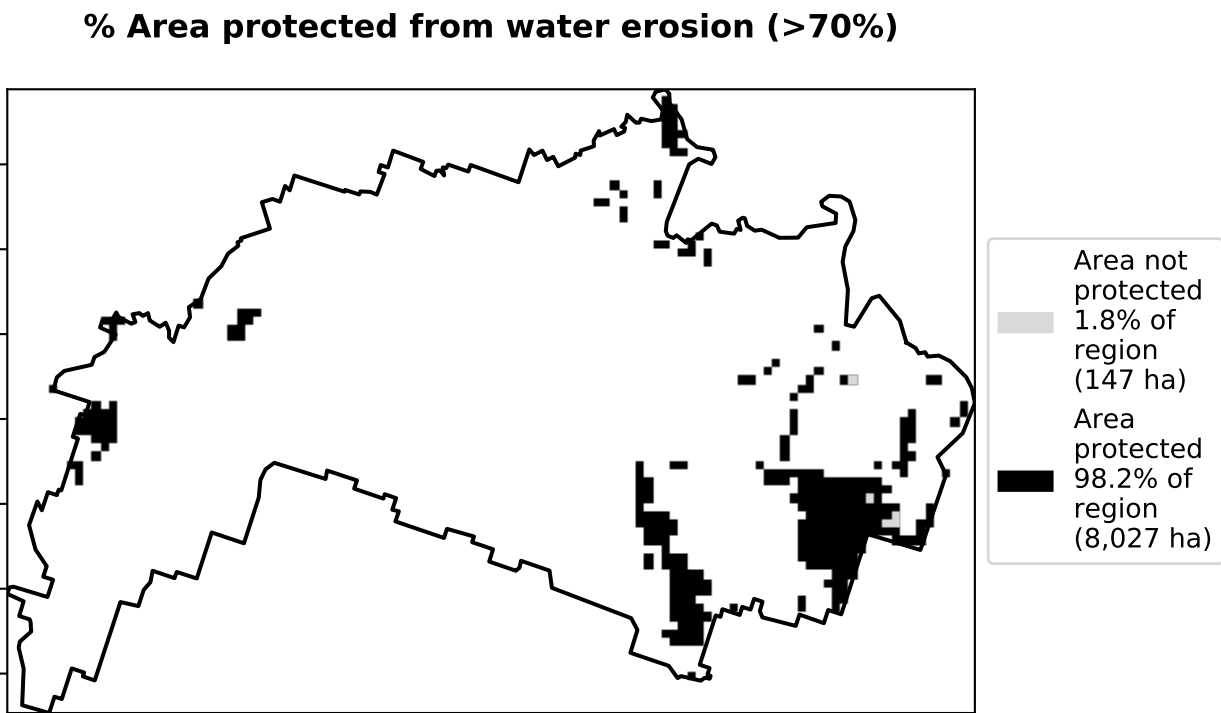 % Area protected from water erosion (>70%)
Area not
protected
1.8% of
region
(147 ha)
Area
protected
98.2% of
region
(8,027 ha)